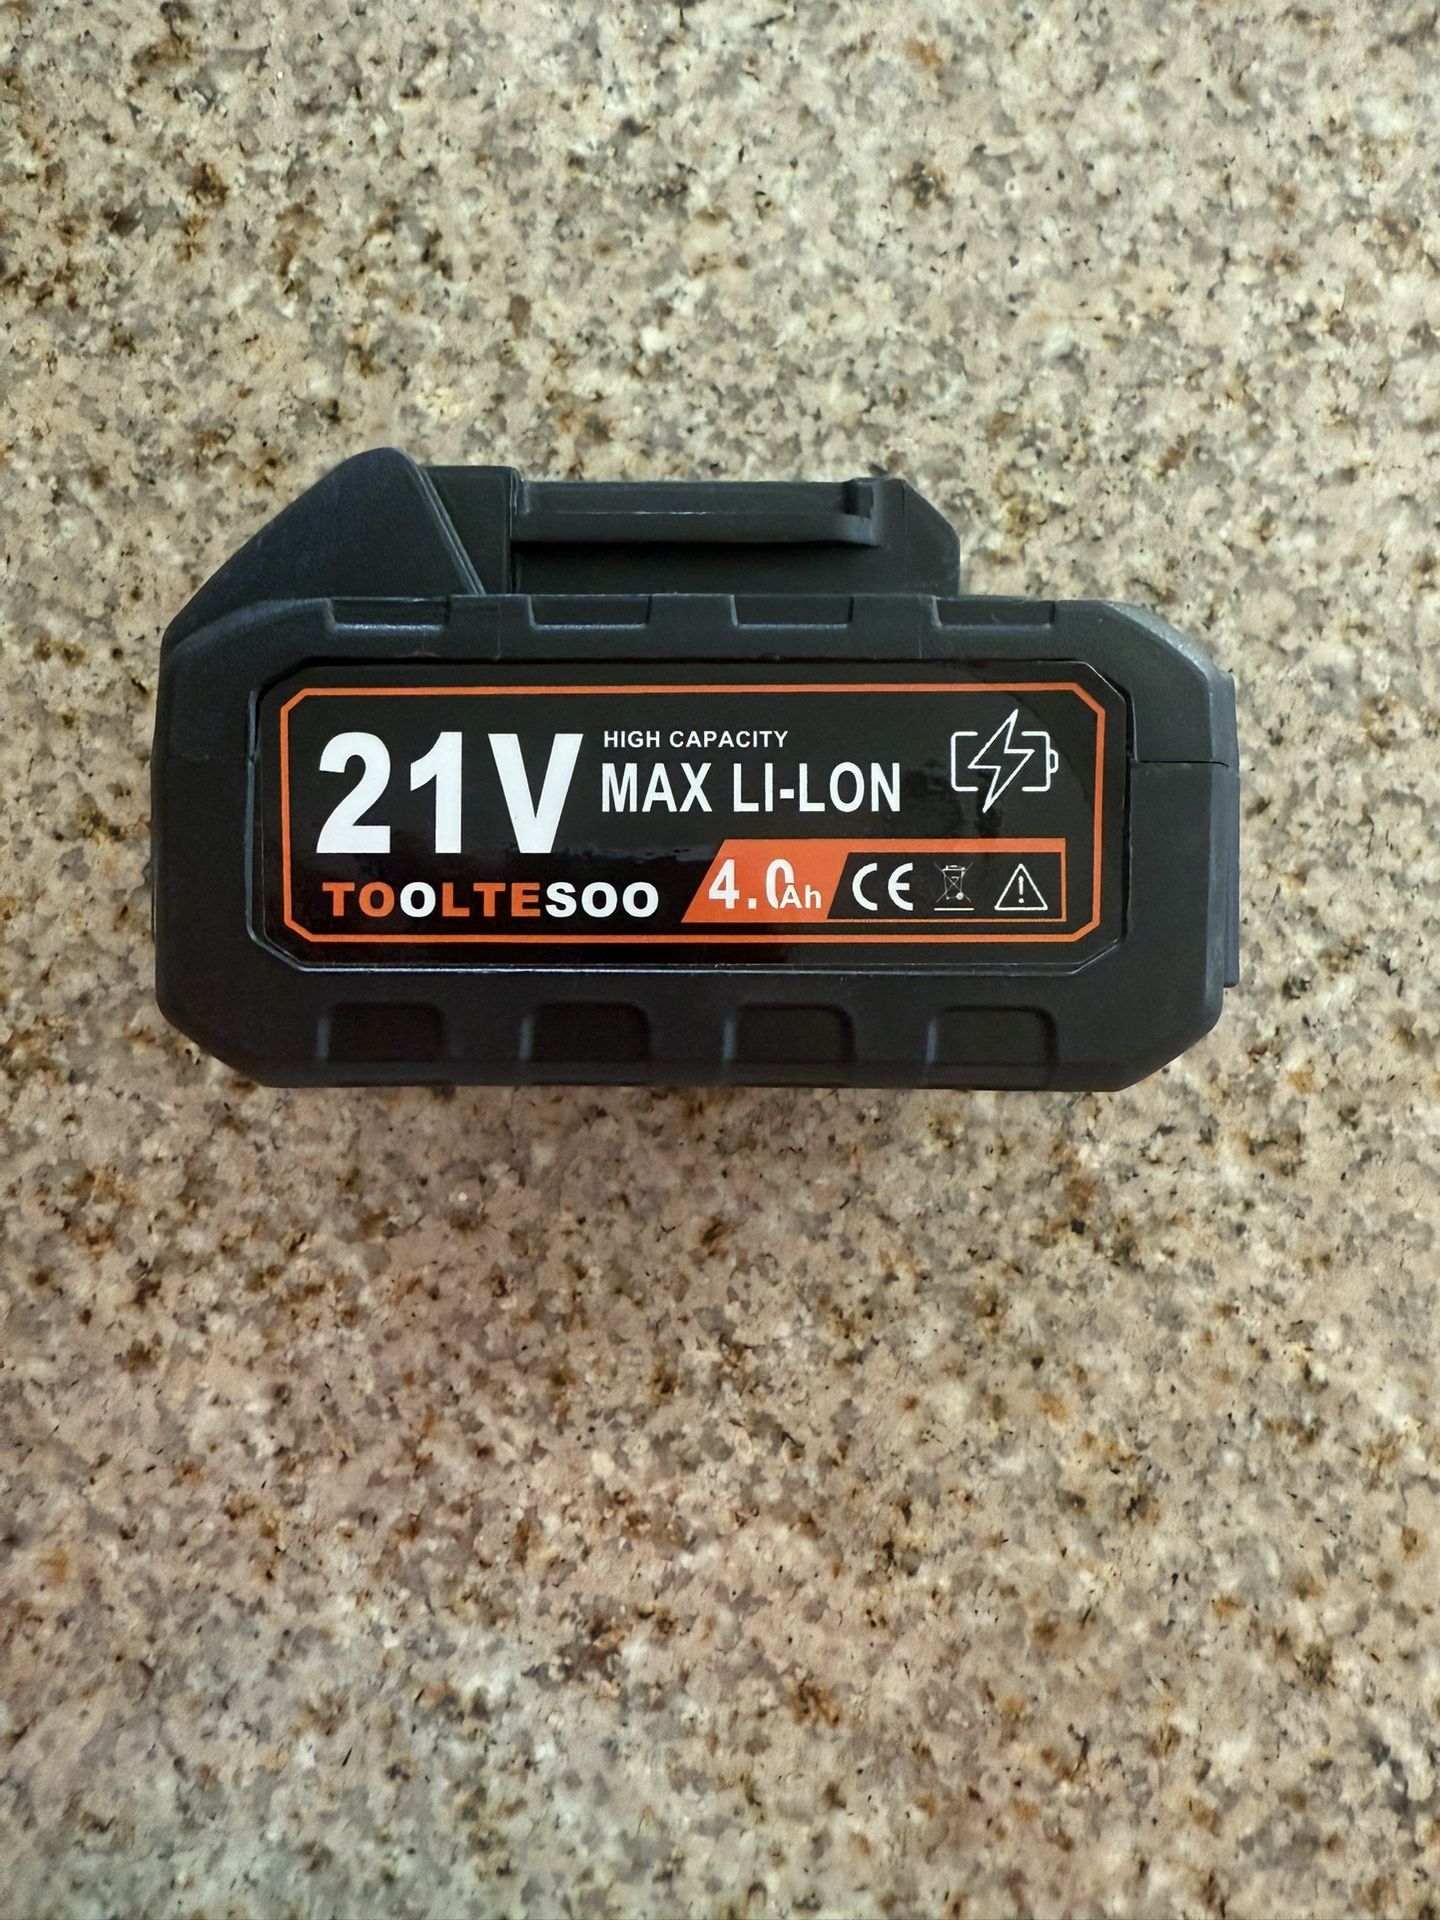 21V
HIGH CAPACITY
MAX LI-LON
TOOLTESOO
4.0Ah
CE